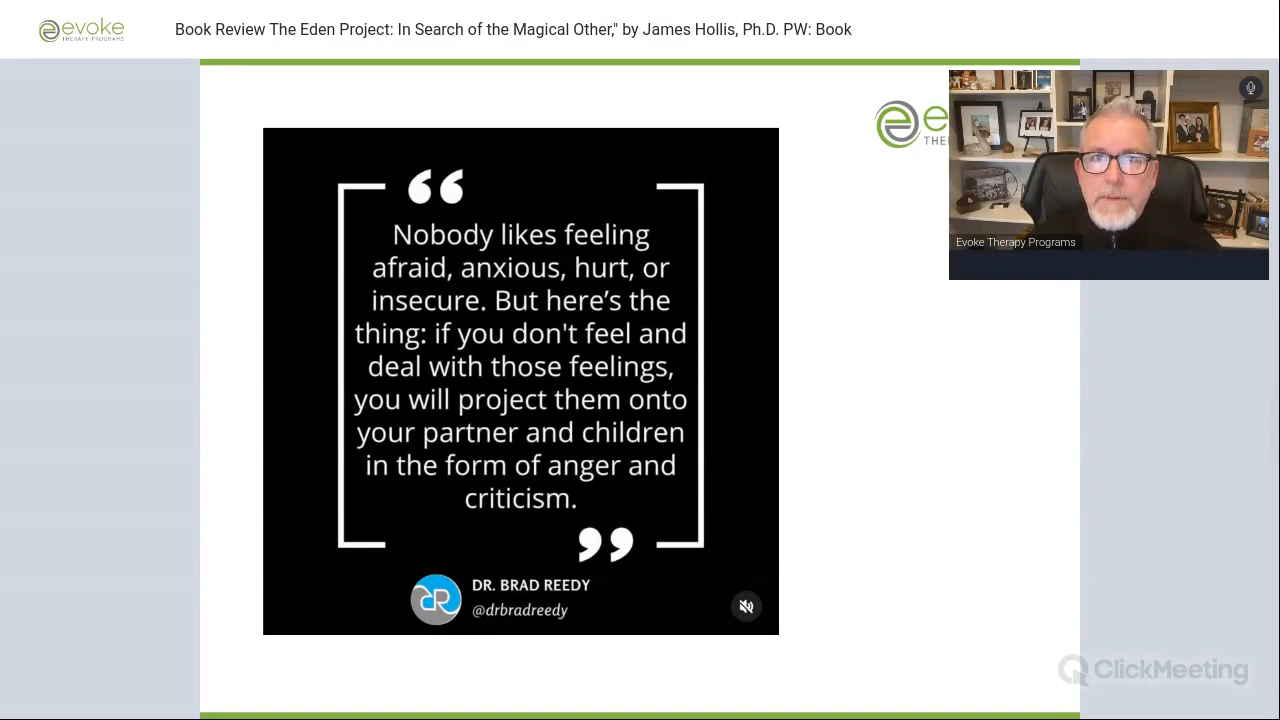 evoke
THERAPY PROGRAMS
Book Review The Eden Project: In Search of the Magical Other," by James Hollis, Ph.D. PW: Book
e
THE
Evoke Therapy Programs
“
Nobody likes feeling
afraid, anxious, hurt, or
insecure. But here’s the
thing: if you don't feel and
deal with those feelings,
you will project them onto
your partner and children
in the form of anger and
criticism.
”
DR. BRAD REEDY
@drbradreedy
ClickMeeting